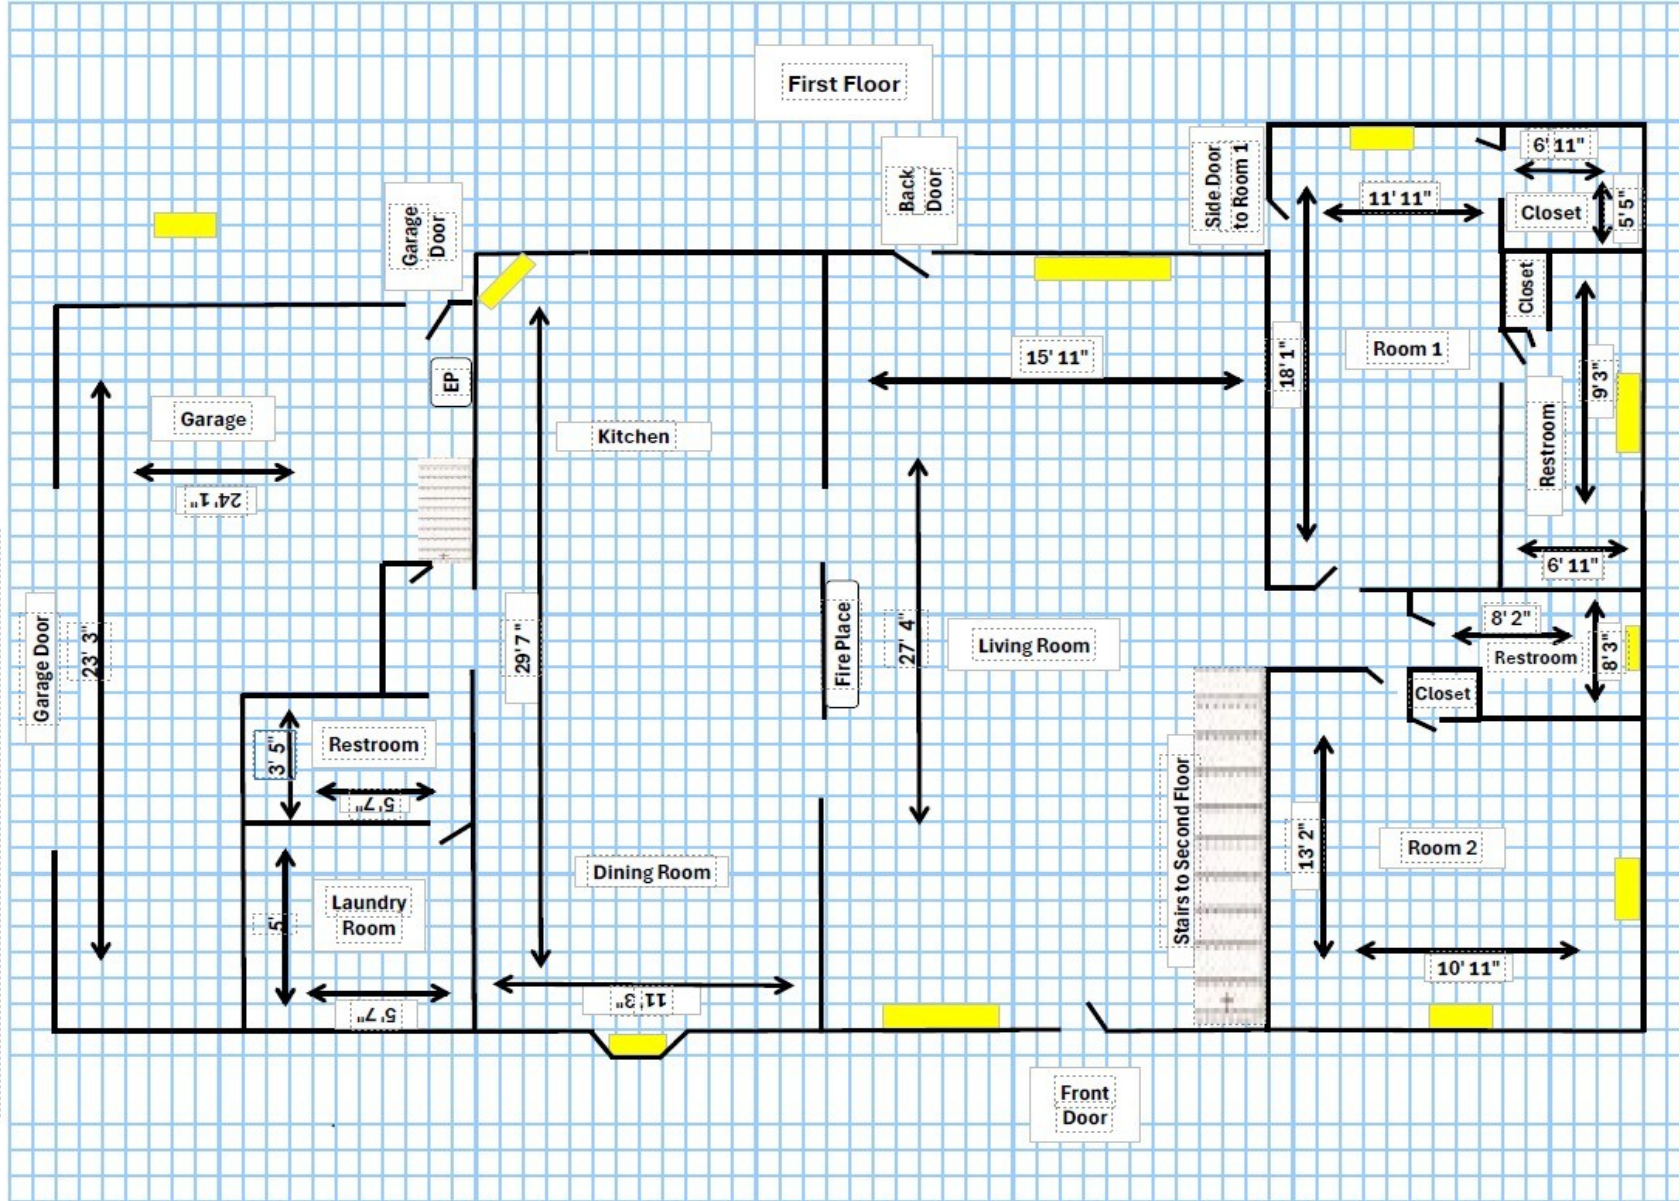 First Floor
Garage
Door
Back
Door
Side Door
to Room 1
6' 11"
11' 11"
Closet
5' 5"
Closet
EP
15' 11"
18' 1"
Room 1
9' 3"
Garage
24'1"
Kitchen
Restroom
6' 11"
Garage Door
23' 3"
29' 7"
Fire Place
27' 4"
Living Room
8' 2"
Restroom
8' 3"
Closet
3' 5"
Restroom
5' 7"
Stairs to Second Floor
13' 2"
Room 2
Dining Room
5'
Laundry
Room
10' 11"
11' 3"
5' 7"
Front
Door